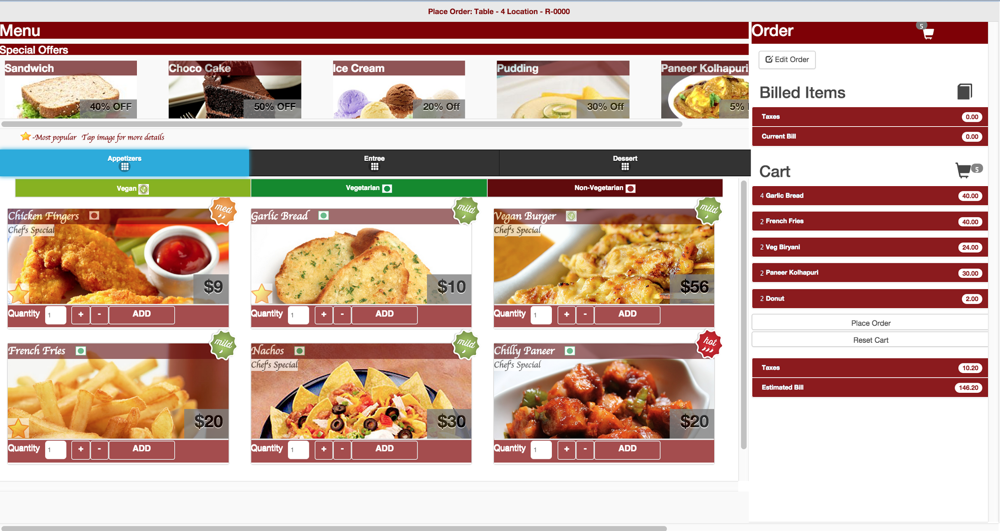 Place Order: Table - 4 Location - R-0000
Menu
Special Offers
Sandwich
40% OFF
Choco Cake
50% OFF
Ice Cream
20% Off
Pudding
30% Off
Paneer Kolhapuri
5%
-Most popular Tap image for more details
Appetizers
Entree
Dessert
Vegan
Vegetarian
Non-Vegetarian
Chicken Fingers
med
Chef's Special
$9
Quantity 1 + - ADD
Garlic Bread
mild
$10
Quantity 1 + - ADD
Vegan Burger
mild
Chef's Special
$56
Quantity 1 + - ADD
French Fries
mild
$20
Quantity 1 + - ADD
Nachos
mild
Chef's Special
$30
Quantity 1 + - ADD
Chilly Paneer
hot
Chef's Special
$20
Quantity 1 + - ADD
Order 5
Edit Order
Billed Items
Taxes 0.00
Current Bill 0.00
Cart 5
4 Garlic Bread 40.00
2 French Fries 40.00
2 Veg Biryani 24.00
2 Paneer Kolhapuri 30.00
2 Donut 2.00
Place Order
Reset Cart
Taxes 10.20
Estimated Bill 146.20